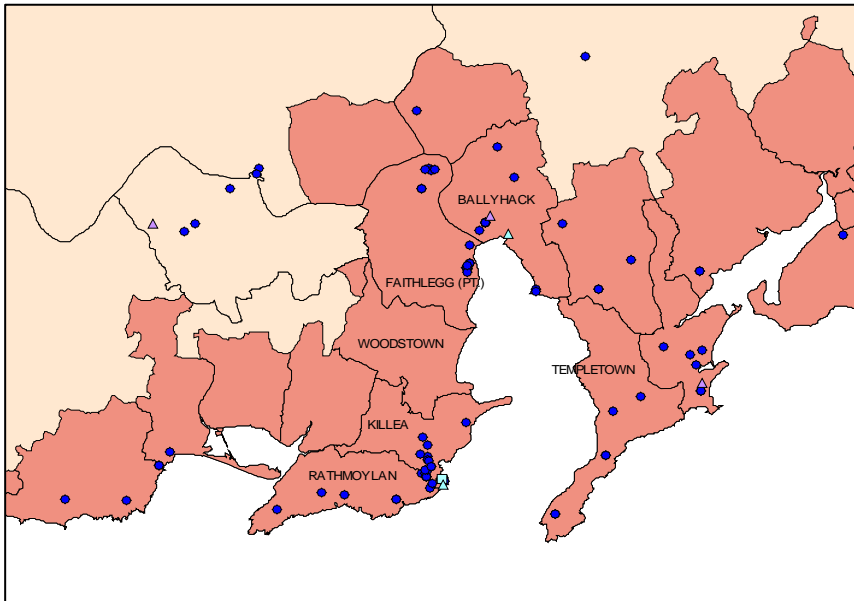 BALLYHACK
FAITHLEGG (PT.)
WOODSTOWN
TEMPLETOWN
KILLEA
RATHMOYLAN